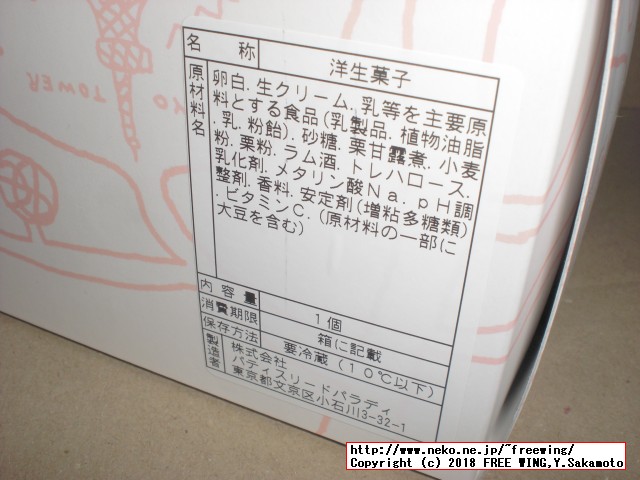 名称 洋生菓子
原材料名 卵白、生クリーム、乳等を主要原
料とする食品(乳製品、植物油脂
、乳、粉飴)、砂糖、栗甘露煮、小麦
粉、栗粉、ラム酒、トレハロース、
乳化剤、メタリン酸Na、pH調
整剤、香料、安定剤(増粘多糖類)
、ビタミンC、(原材料の一部に
大豆を含む)
内容量 1個
消費期限 箱に記載
保存方法 要冷蔵(10℃以下)
製造者 株式会社
パティスリードパラディ
東京都文京区小石川3-32-1
TOWER
http://www.neko.ne.jp/~freewing/
Copyright (c) 2018 FREE WING,Y.Sakamoto